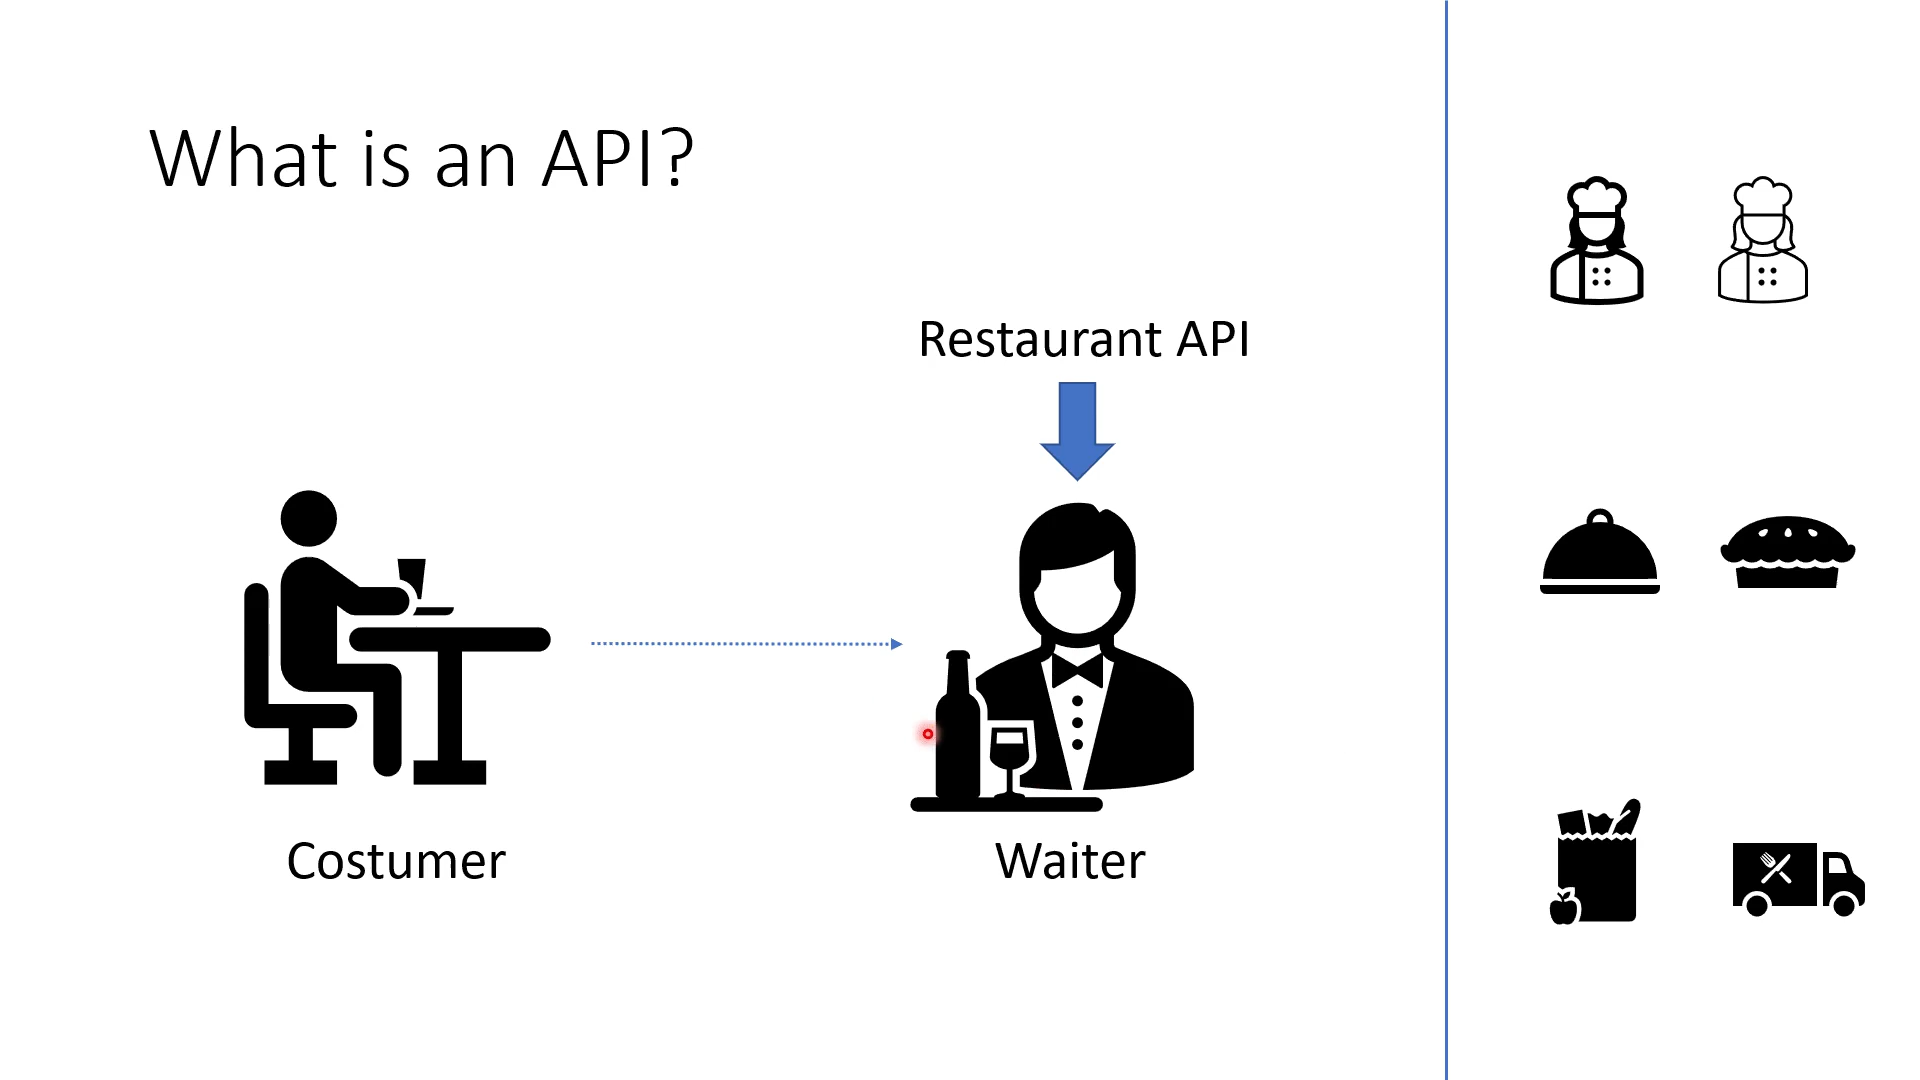 What is an API?
Restaurant API
Costumer
Waiter